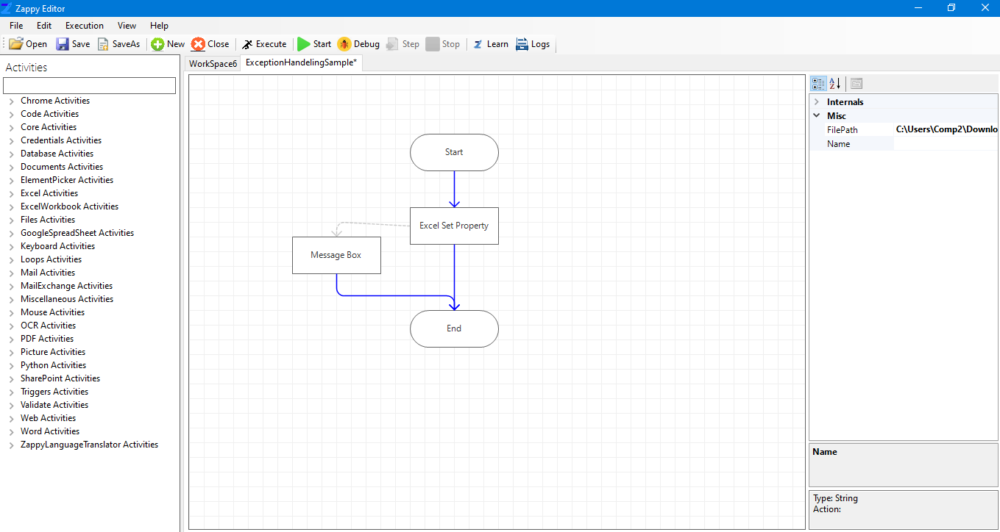 Zappy Editor
File Edit Execution View Help
Open Save SaveAs New Close Execute Start Debug Step Stop Learn Logs
Activities
Chrome Activities
Code Activities
Core Activities
Credentials Activities
Database Activities
Documents Activities
ElementPicker Activities
Excel Activities
ExcelWorkbook Activities
Files Activities
GoogleSpreadSheet Activities
Keyboard Activities
Loops Activities
Mail Activities
MailExchange Activities
Miscellaneous Activities
Mouse Activities
OCR Activities
PDF Activities
Picture Activities
Python Activities
SharePoint Activities
Triggers Activities
Validate Activities
Web Activities
Word Activities
ZappyLanguageTranslator Activities
WorkSpace6 ExceptionHandelingSample*
Start
Excel Set Property
Message Box
End
Internals
Misc
FilePath C:\Users\Comp2\Downlo
Name
Name
Type: String
Action: